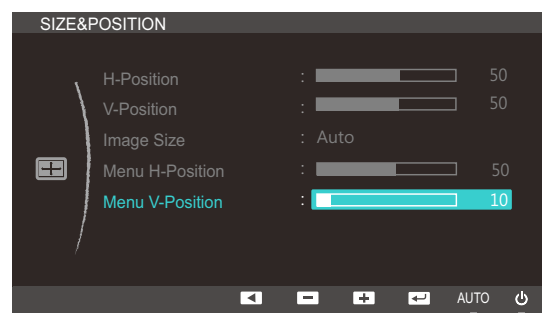 SIZE&POSITION
H-Position : 50
V-Position : 50
Image Size : Auto
Menu H-Position : 50
Menu V-Position : 10
AUTO